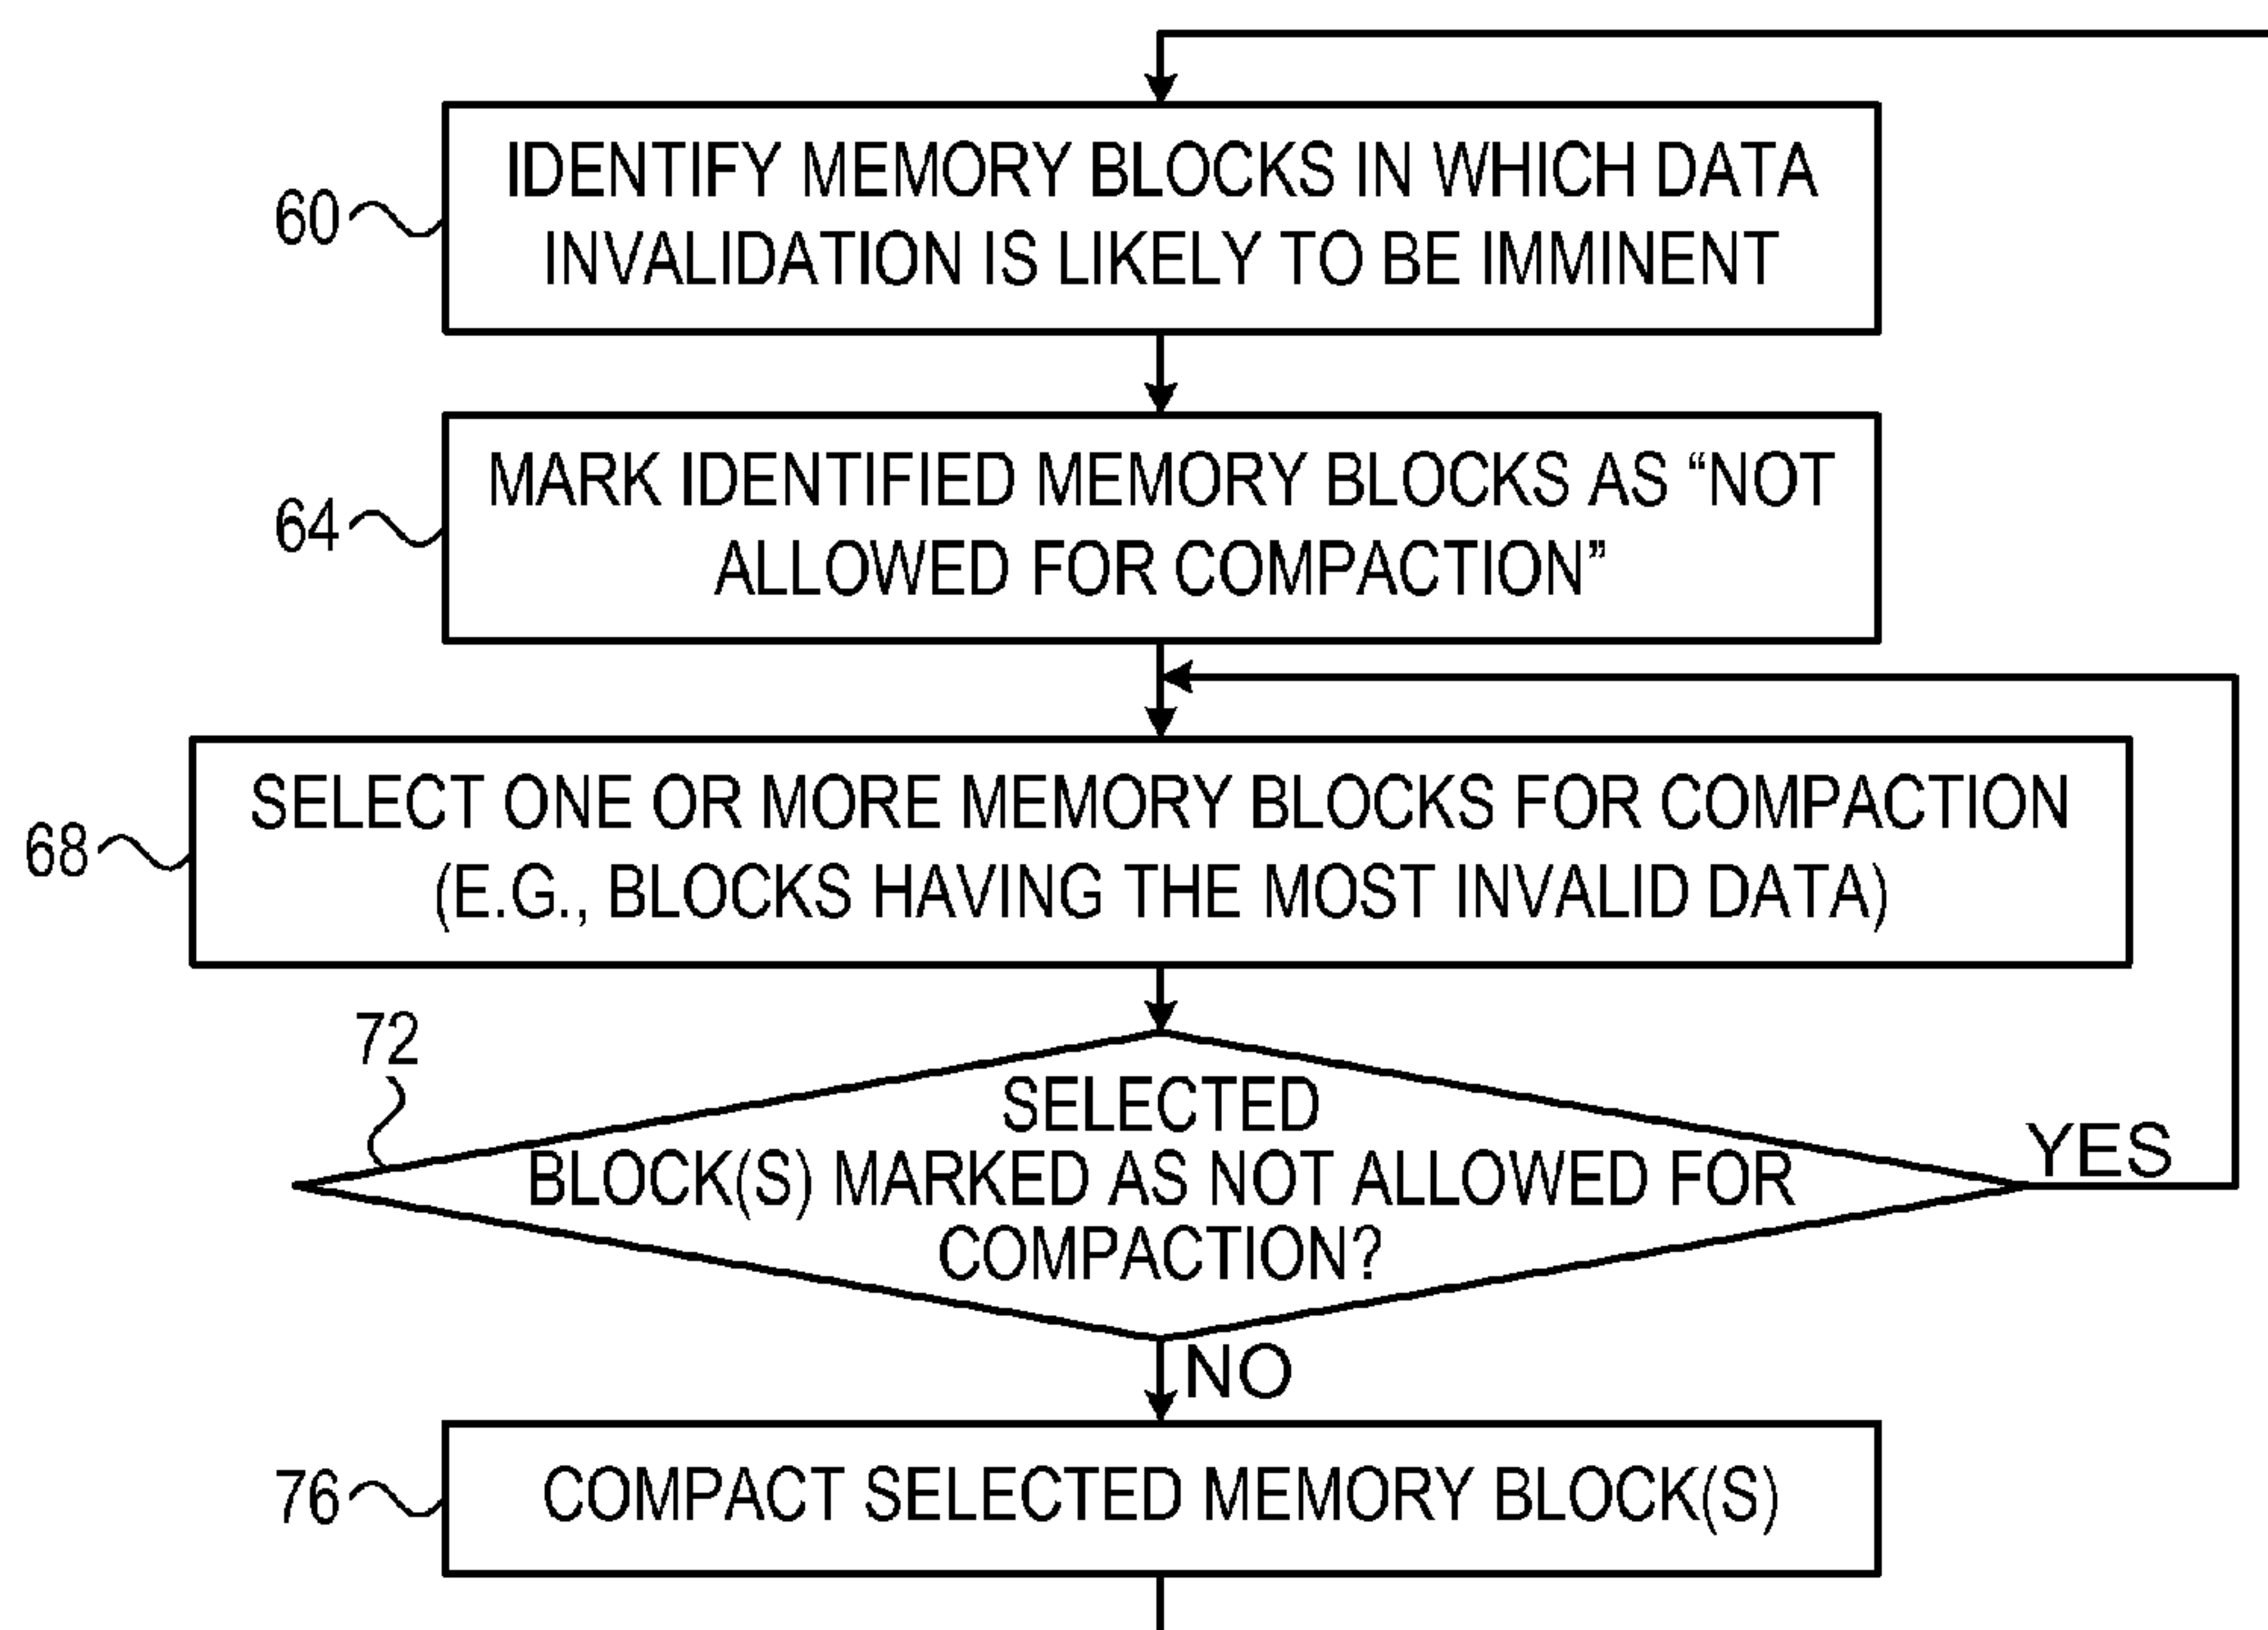 60
IDENTIFY MEMORY BLOCKS IN WHICH DATA
INVALIDATION IS LIKELY TO BE IMMINENT
64
MARK IDENTIFIED MEMORY BLOCKS AS “NOT
ALLOWED FOR COMPACTION”
68
SELECT ONE OR MORE MEMORY BLOCKS FOR COMPACTION
(E.G., BLOCKS HAVING THE MOST INVALID DATA)
72
SELECTED
BLOCK(S) MARKED AS NOT ALLOWED FOR
COMPACTION?
YES
NO
76
COMPACT SELECTED MEMORY BLOCK(S)